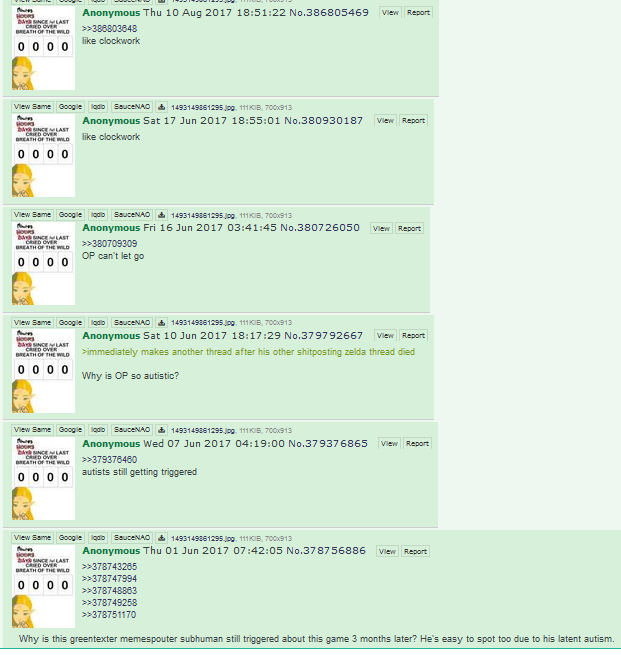 View Same Google Iqdb SauceNAO 1493149861295.jpg, 111KIB, 700x913
Anonymous Thu 10 Aug 2017 18:51:22 No.386805469 View Report
>>386803648
like clockwork
HOURS
DAYS SINCE /v/ LAST
CRIED OVER
BREATH OF THE WILD
0 0 0 0
View Same Google Iqdb SauceNAO 1493149861295.jpg, 111KIB, 700x913
Anonymous Sat 17 Jun 2017 18:55:01 No.380930187 View Report
like clockwork
HOURS
DAYS SINCE /v/ LAST
CRIED OVER
BREATH OF THE WILD
0 0 0 0
View Same Google Iqdb SauceNAO 1493149861295.jpg, 111KIB, 700x913
Anonymous Fri 16 Jun 2017 03:41:45 No.380726050 View Report
>>380709309
OP can't let go
HOURS
DAYS SINCE /v/ LAST
CRIED OVER
BREATH OF THE WILD
0 0 0 0
View Same Google Iqdb SauceNAO 1493149861295.jpg, 111KIB, 700x913
Anonymous Sat 10 Jun 2017 18:17:29 No.379792667 View Report
>immediately makes another thread after his other shitposting zelda thread died
Why is OP so autistic?
HOURS
DAYS SINCE /v/ LAST
CRIED OVER
BREATH OF THE WILD
0 0 0 0
View Same Google Iqdb SauceNAO 1493149861295.jpg, 111KIB, 700x913
Anonymous Wed 07 Jun 2017 04:19:00 No.379376865 View Report
>>379376460
autists still getting triggered
HOURS
DAYS SINCE /v/ LAST
CRIED OVER
BREATH OF THE WILD
0 0 0 0
View Same Google Iqdb SauceNAO 1493149861295.jpg, 111KIB, 700x913
Anonymous Thu 01 Jun 2017 07:42:05 No.378756886 View Report
>>378743265
>>378747994
>>378748863
>>378749258
>>378751170
HOURS
DAYS SINCE /v/ LAST
CRIED OVER
BREATH OF THE WILD
0 0 0 0
Why is this greentexter memespouter subhuman still triggered about this game 3 months later? He's easy to spot too due to his latent autism.